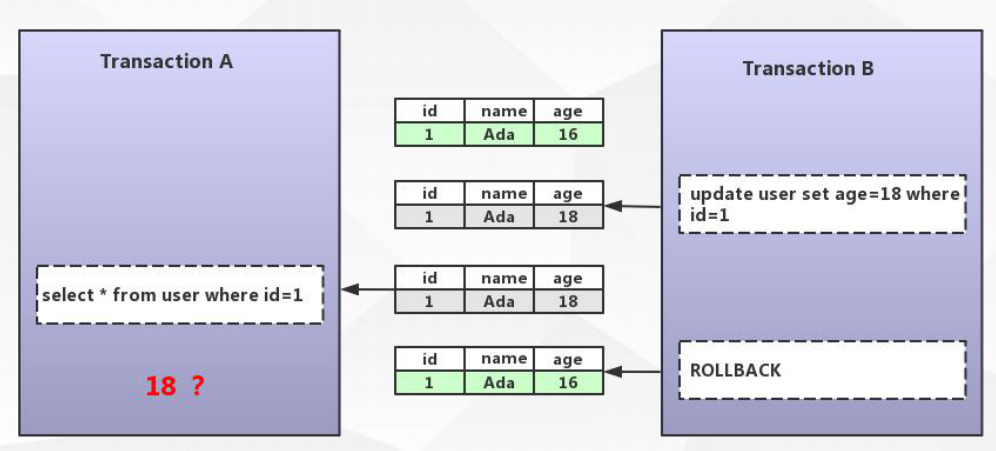 Transaction A
Transaction B
id name age
1 Ada 16
id name age
1 Ada 18
update user set age=18 where
id=1
id name age
1 Ada 18
select * from user where id=1
id name age
1 Ada 16
ROLLBACK
18 ?